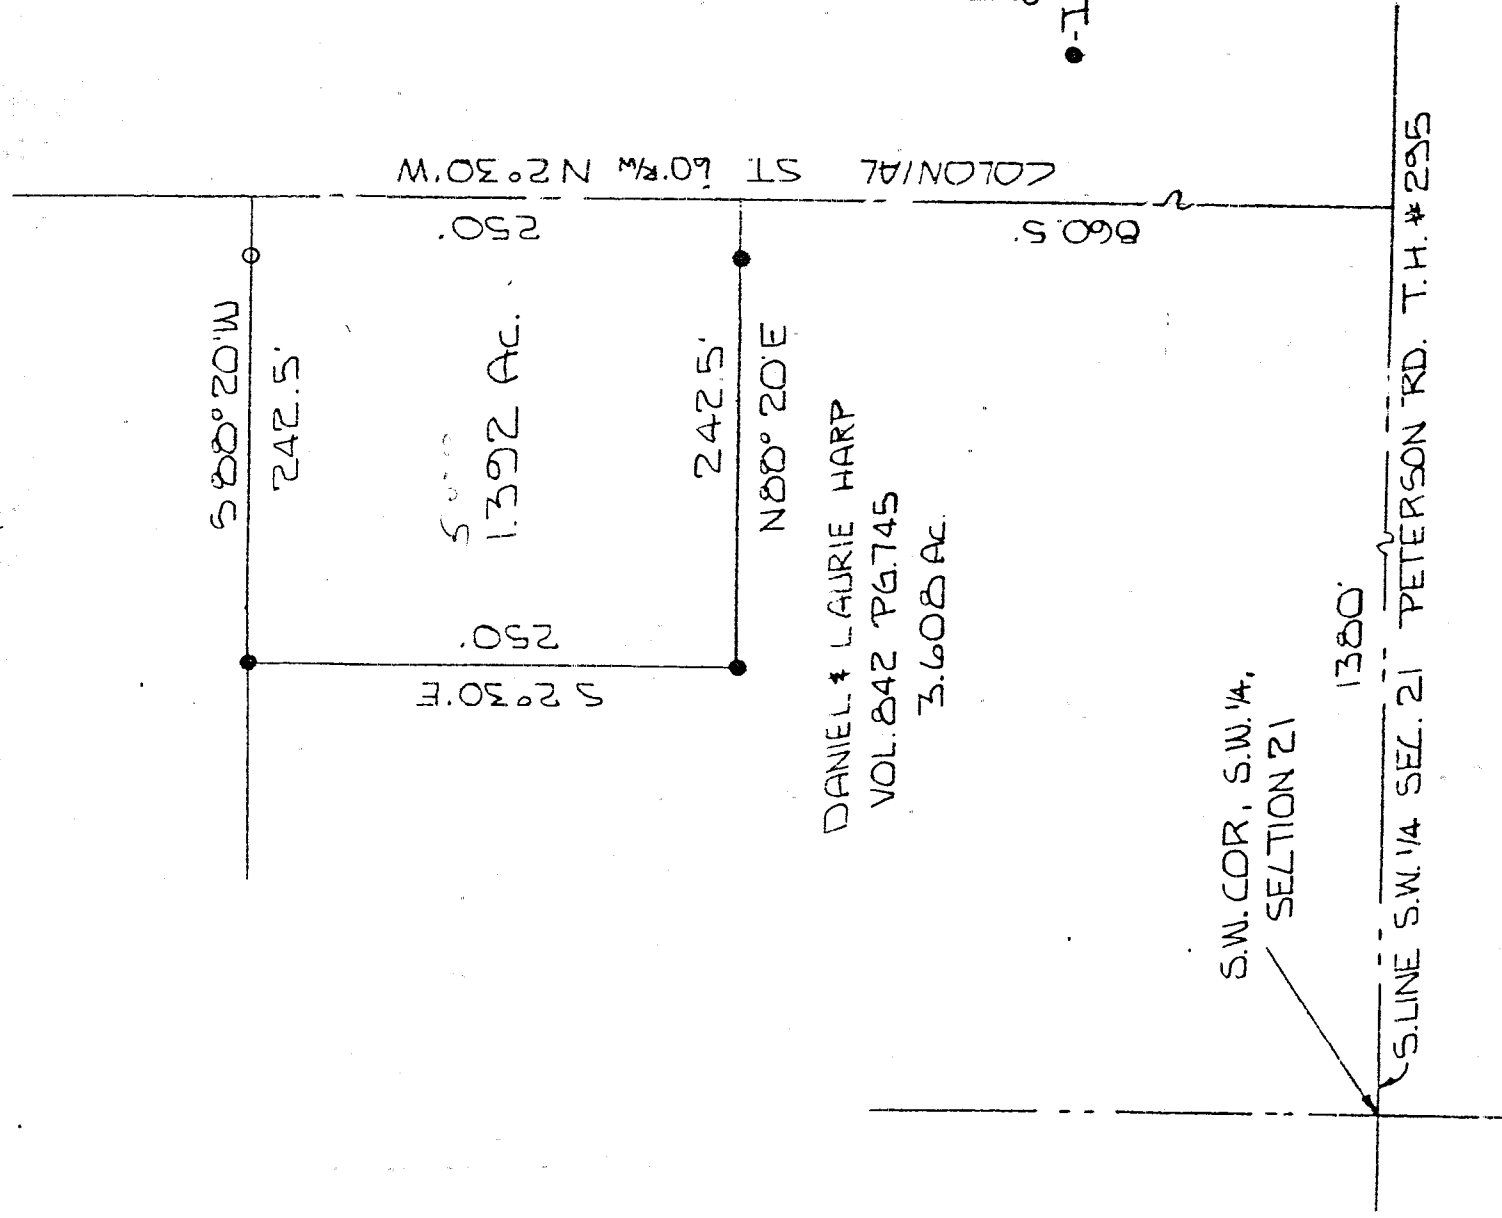 COLONIAL ST. 60' R/W N 2°30'W
250'
860.5'
S 88°20'W
242.5'
1.392 Ac.
242.5'
N 88°20'E
250'
S 2°30'E
DANIEL & LAURIE HARP
VOL. 842 PG. 745
3.608 Ac.
S.W. COR., S.W. 1/4,
SECTION 21
1380'
S. LINE S.W. 1/4 SEC. 21 PETERSON RD. T.H. # 295